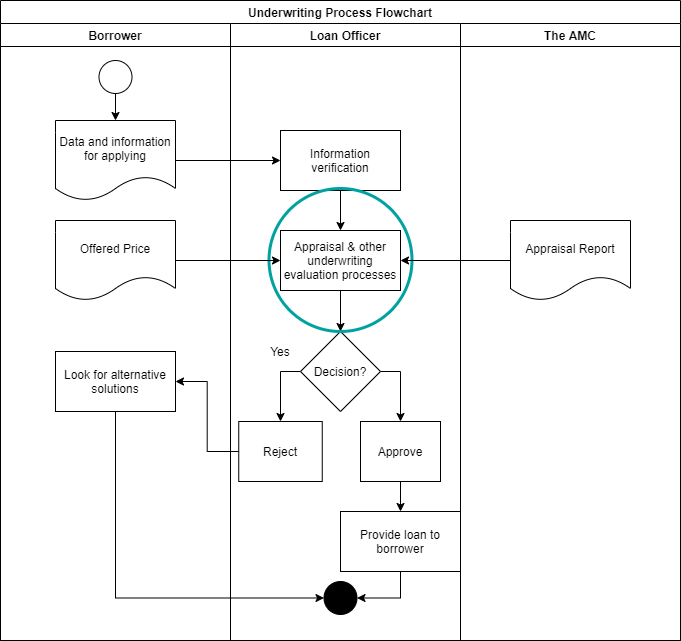 Underwriting Process Flowchart
Borrower
Loan Officer
The AMC
Data and information
for applying
Information
verification
Offered Price
Appraisal & other
underwriting
evaluation processes
Appraisal Report
Yes
Decision?
Look for alternative
solutions
Reject
Approve
Provide loan to
borrower